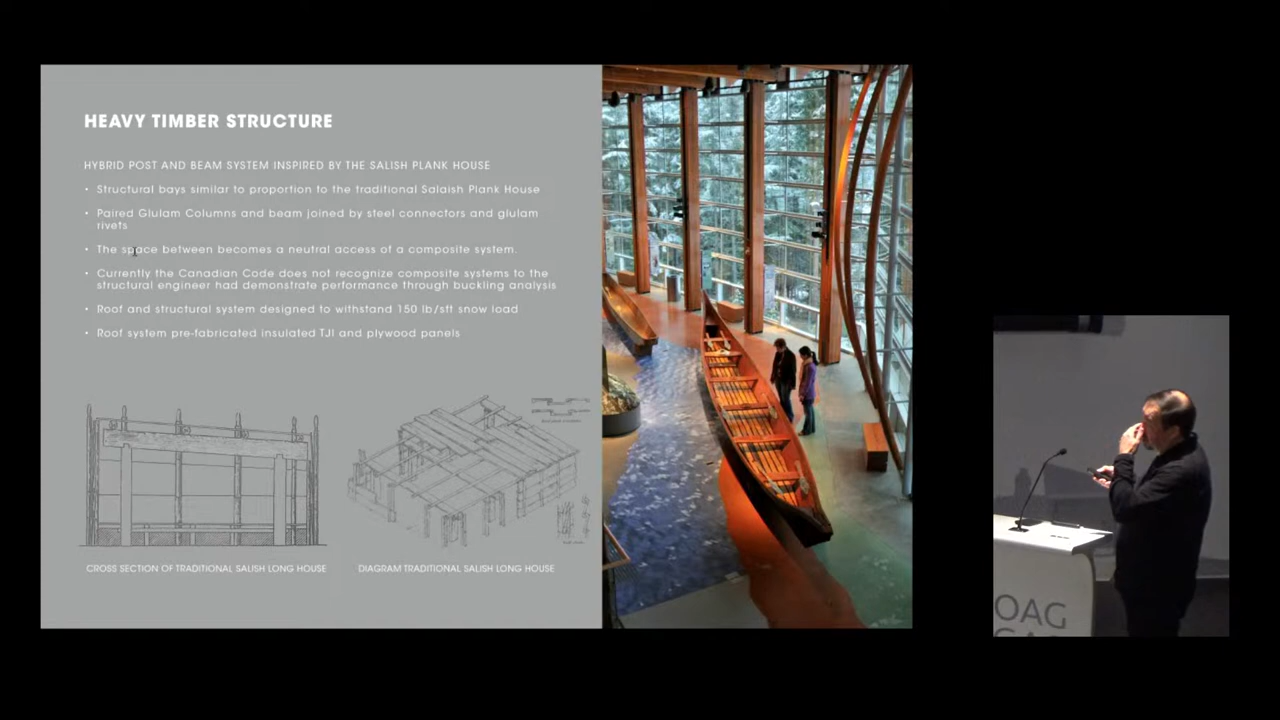 HEAVY TIMBER STRUCTURE
HYBRID POST AND BEAM SYSTEM INSPIRED BY THE SALISH PLANK HOUSE
• Structural bays similar to proportion to the traditional Salaish Plank House
• Paired Glulam Columns and beam joined by steel connectors and glulam
rivets
• The space between becomes a neutral access of a composite system.
• Currently the Canadian Code does not recognize composite systems to the
structural engineer had demonstrate performance through buckling analysis
• Roof and structural system designed to withstand 150 lb/sft snow load
• Roof system pre-fabricated insulated TJI and plywood panels
CROSS SECTION OF TRADITIONAL SALISH LONG HOUSE
DIAGRAM TRADITIONAL SALISH LONG HOUSE
OAG